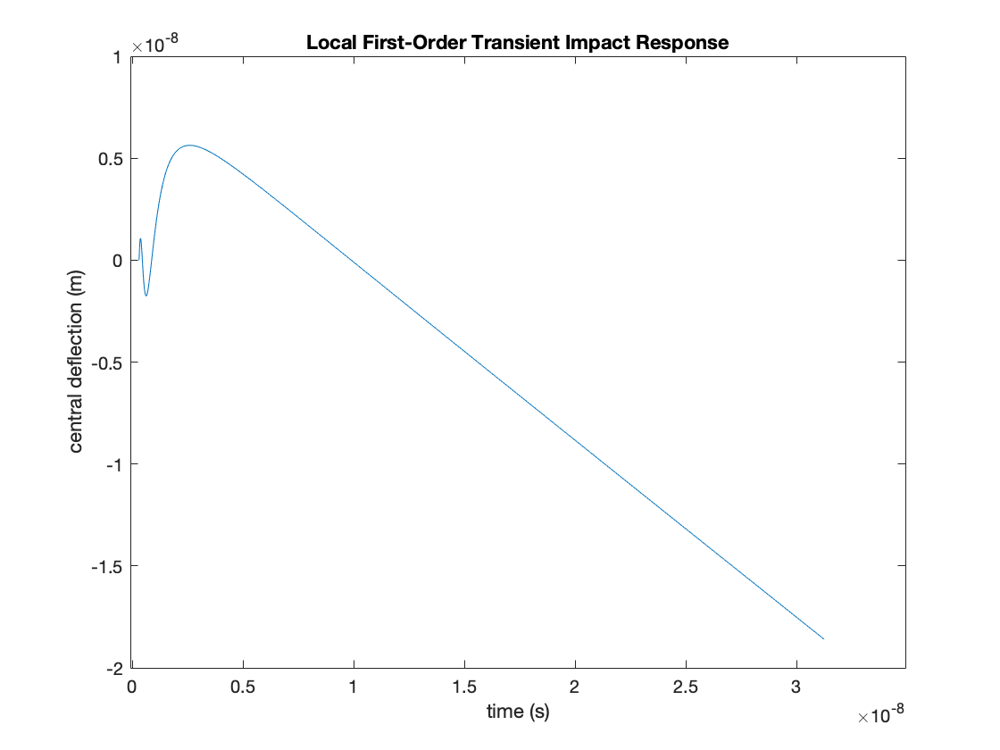 ×10-8
Local First-Order Transient Impact Response
1
0.5
0
-0.5
-1
-1.5
-2
central deflection (m)
0 0.5 1 1.5 2 2.5 3
time (s)
×10-8